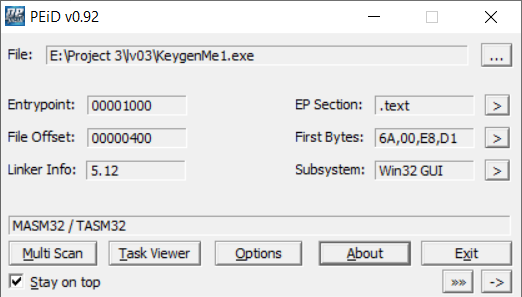 PEiD v0.92
File: E:\Project 3\lv03\KeygenMe1.exe ...
Entrypoint: 00001000 EP Section: .text >
File Offset: 00000400 First Bytes: 6A,00,E8,D1 >
Linker Info: 5.12 Subsystem: Win32 GUI >
MASM32 / TASM32
Multi Scan Task Viewer Options About Exit
Stay on top »» ->